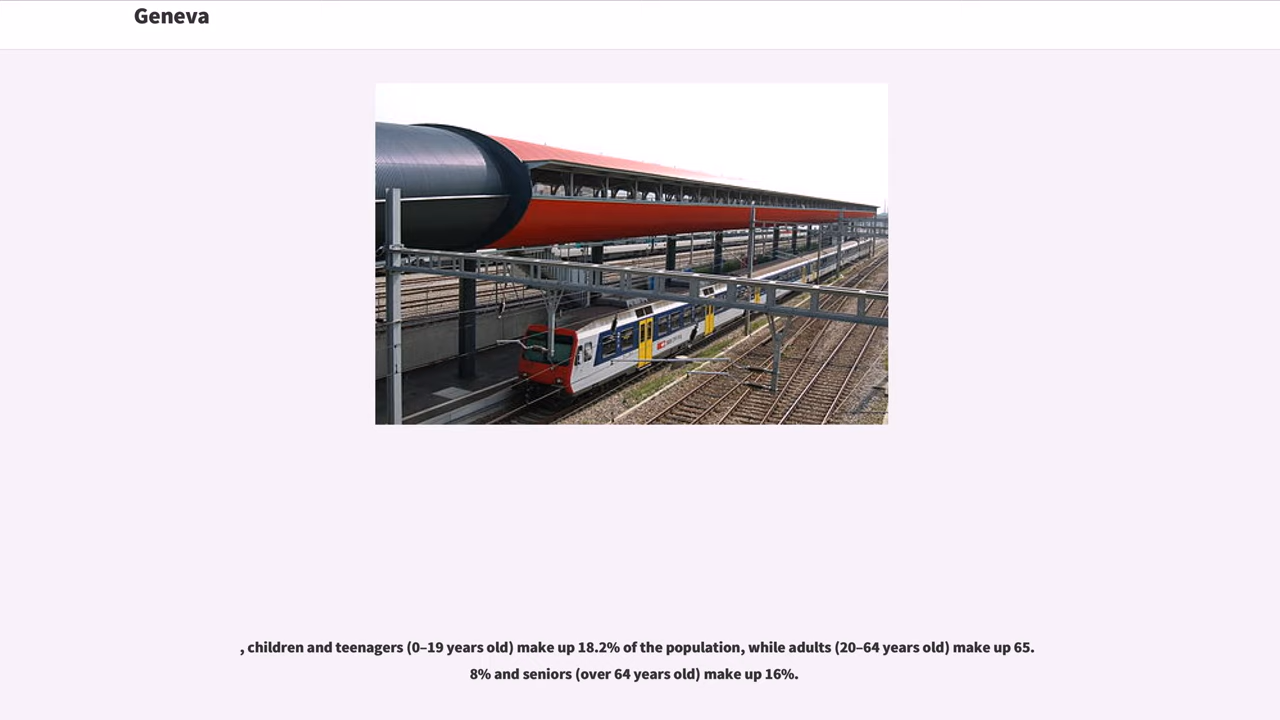 Geneva
, children and teenagers (0–19 years old) make up 18.2% of the population, while adults (20–64 years old) make up 65.
8% and seniors (over 64 years old) make up 16%.